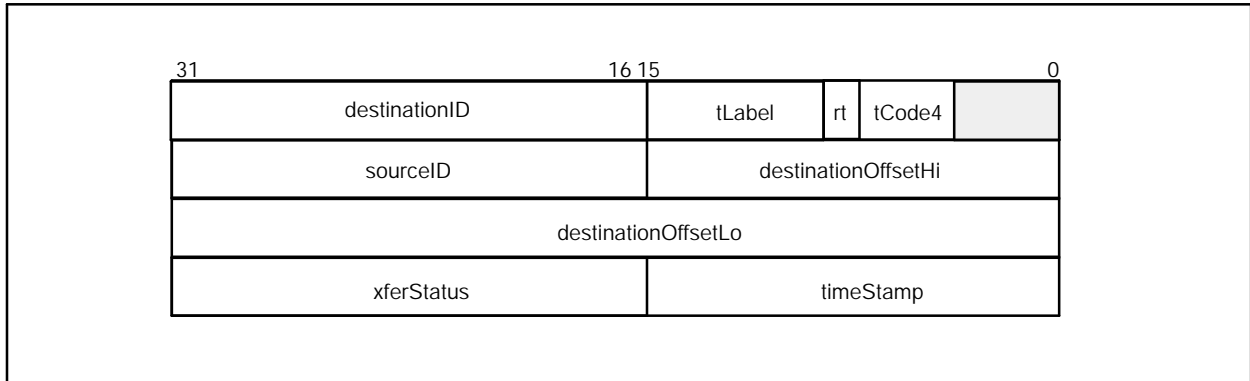 31 16 15 0
destinationID tLabel rt tCode4
sourceID destinationOffsetHi
destinationOffsetLo
xferStatus timeStamp